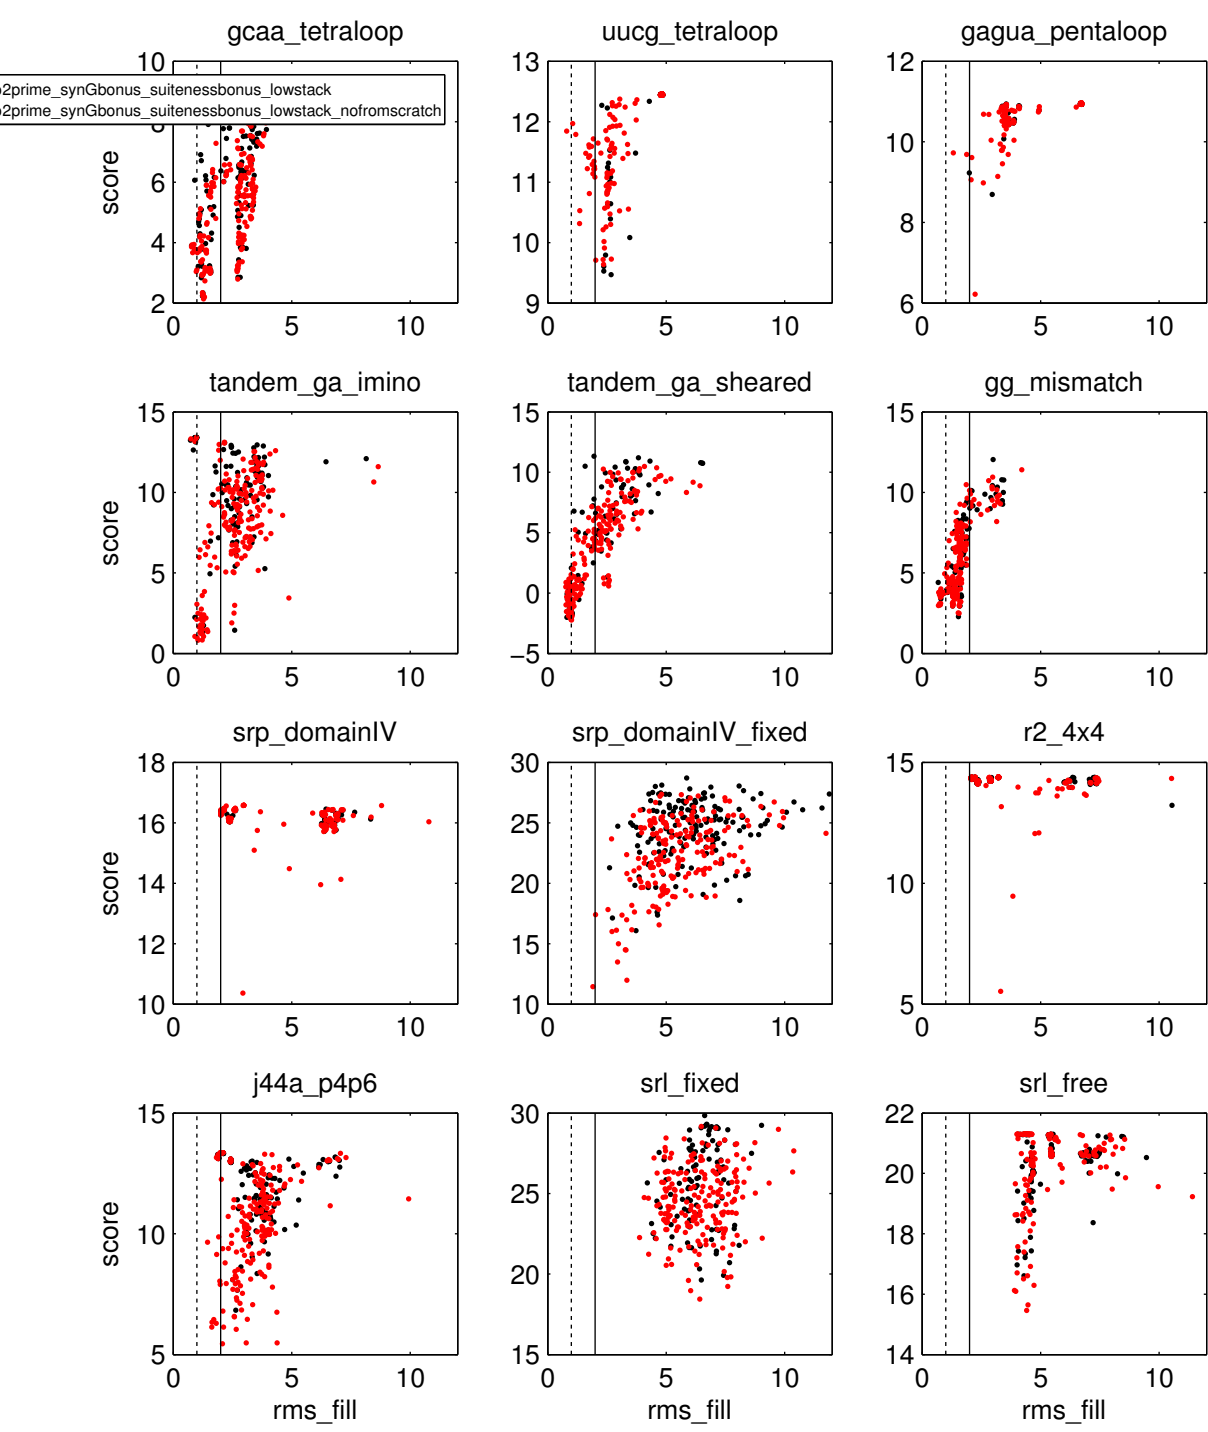 gcaa_tetraloop uucg_tetraloop gagua_pentaloop
2prime_synGbonus_suitenessbonus_lowstack
2prime_synGbonus_suitenessbonus_lowstack_nofromscratch
score
10
8
6
4
2
0 5 10
13
12
11
10
9
0 5 10
12
10
8
6
0 5 10
tandem_ga_imino tandem_ga_sheared gg_mismatch
score
15
10
5
0
0 5 10
15
10
5
0
−5
0 5 10
15
10
5
0
0 5 10
srp_domainIV srp_domainIV_fixed r2_4x4
score
18
16
14
12
10
0 5 10
30
25
20
15
10
0 5 10
15
10
5
0 5 10
j44a_p4p6 srl_fixed srl_free
score
15
10
5
0 5 10
rms_fill
30
25
20
15
0 5 10
rms_fill
22
20
18
16
14
0 5 10
rms_fill